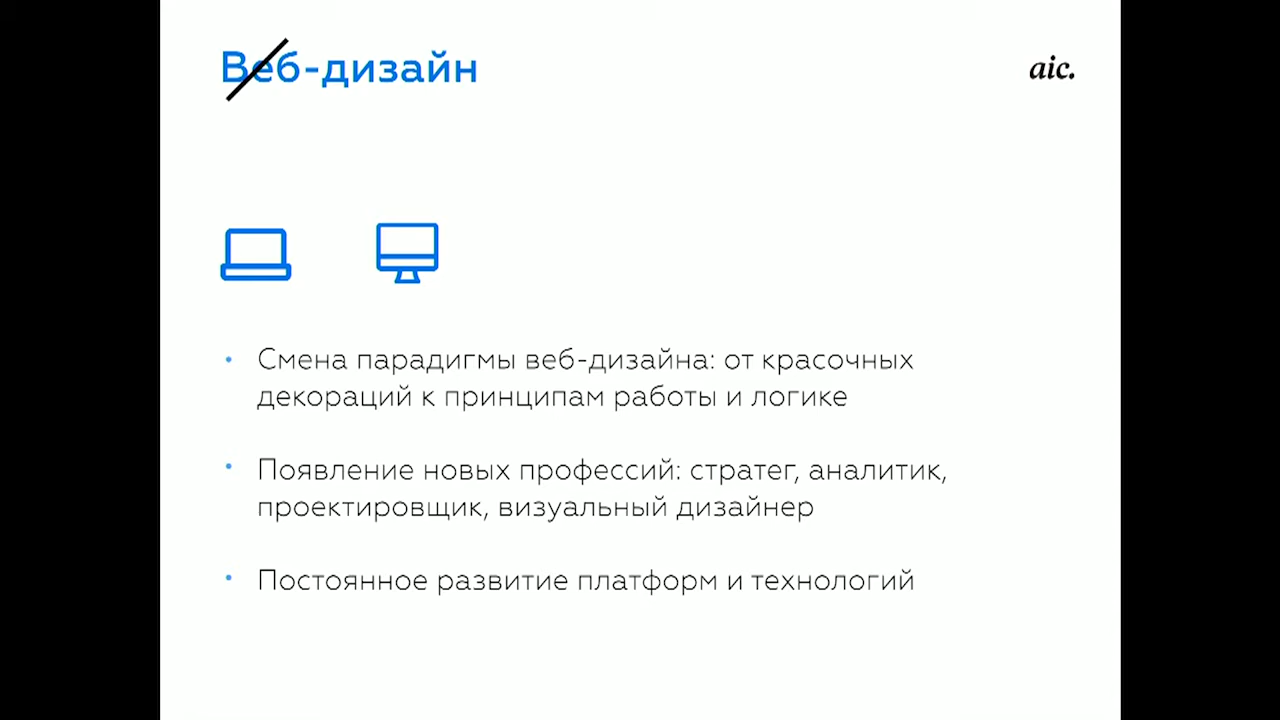 Веб-дизайн
aic.
• Смена парадигмы веб-дизайна: от красочных
декораций к принципам работы и логике
• Появление новых профессий: стратег, аналитик,
проектировщик, визуальный дизайнер
• Постоянное развитие платформ и технологий